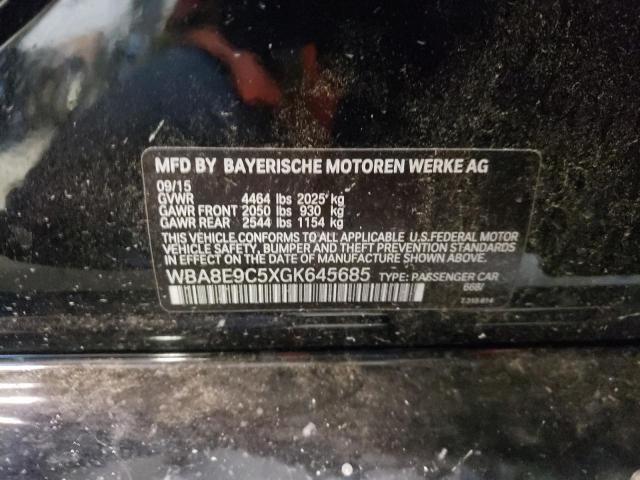 MFD BY BAYERISCHE MOTOREN WERKE AG
09/15
GVWR 4464 lbs 2025 kg
GAWR FRONT 2050 lbs 930 kg
GAWR REAR 2544 lbs 1154 kg
THIS VEHICLE CONFORMS TO ALL APPLICABLE U.S.FEDERAL MOTOR
VEHICLE SAFETY, BUMPER AND THEFT PREVENTION STANDARDS
IN EFFECT ON THE DATE OF MANUFACTURE SHOWN ABOVE.
WBA8E9C5XGK645685 TYPE: PASSENGER CAR
668/